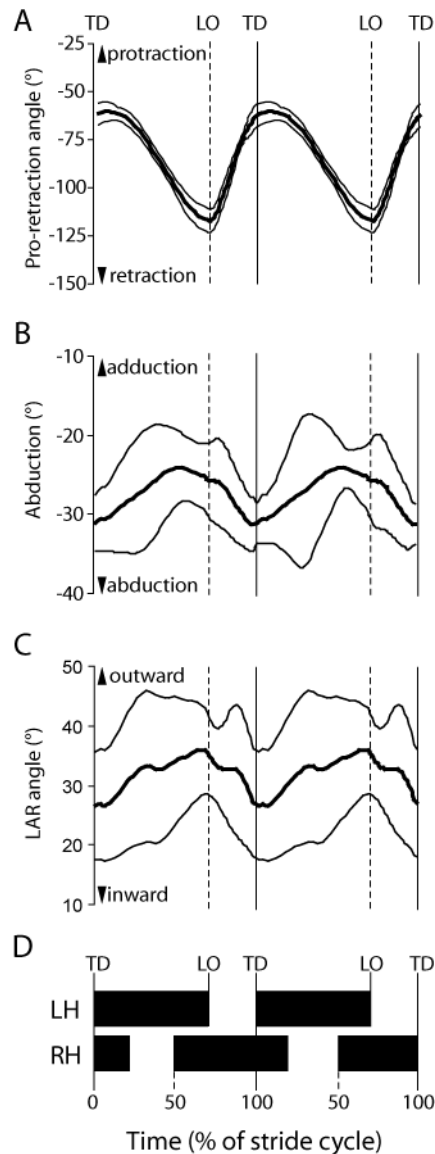 A
TD LO TD LO TD
-25
▲protraction
-50
-75
-100
-125
-150
▼retraction
Pro-retraction angle (°)
B
-10
▲adduction
-20
-30
-40
▼abduction
Abduction (°)
C
50
▲outward
40
30
20
10
▼inward
LAR angle (°)
D
TD LO TD LO TD
LH
RH
0 50 100 50 100
Time (% of stride cycle)